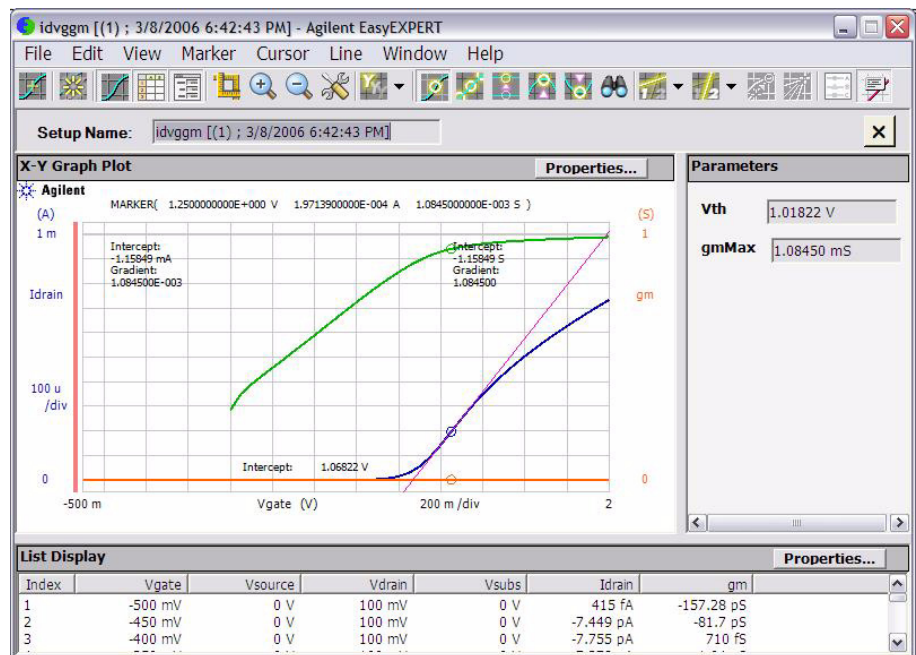 idvggm [(1) ; 3/8/2006 6:42:43 PM] - Agilent EasyEXPERT
File Edit View Marker Cursor Line Window Help
Setup Name: idvggm [(1) ; 3/8/2006 6:42:43 PM]
X-Y Graph Plot Properties...
Parameters
Agilent
MARKER( 1.2500000000E+000 V 1.9713900000E-004 A 1.0845000000E-003 S )
(A) (S)
1 m 1
Intercept: Intercept:
-1.15849 mA -1.15849 S
Gradient: Gradient:
1.084500E-003 1.084500
Idrain gm
100 u
/div
Intercept: 1.06822 V
0 0
-500 m Vgate (V) 200 m /div 2
Vth 1.01822 V
gmMax 1.08450 mS
List Display Properties...
Index Vgate Vsource Vdrain Vsubs Idrain gm
1 -500 mV 0 V 100 mV 0 V 415 fA -157.28 pS
2 -450 mV 0 V 100 mV 0 V -7.449 pA -81.7 pS
3 -400 mV 0 V 100 mV 0 V -7.755 pA 710 fS